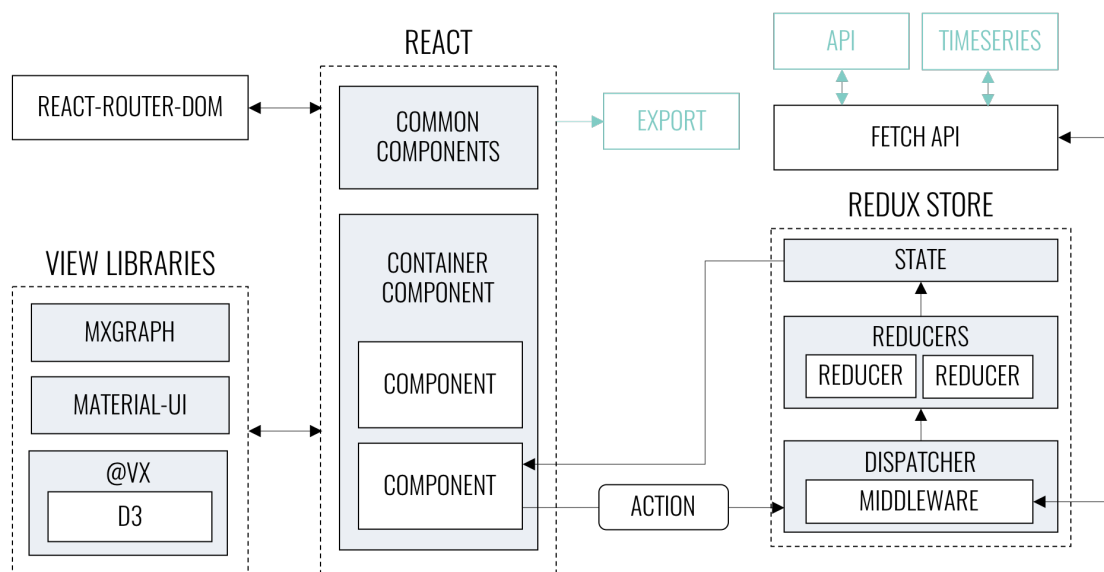 REACT
API
TIMESERIES
REACT-ROUTER-DOM
COMMON
COMPONENTS
EXPORT
FETCH API
REDUX STORE
VIEW LIBRARIES
CONTAINER
COMPONENT
STATE
MXGRAPH
REDUCERS
COMPONENT
REDUCER
REDUCER
MATERIAL-UI
@VX
D3
COMPONENT
ACTION
DISPATCHER
MIDDLEWARE